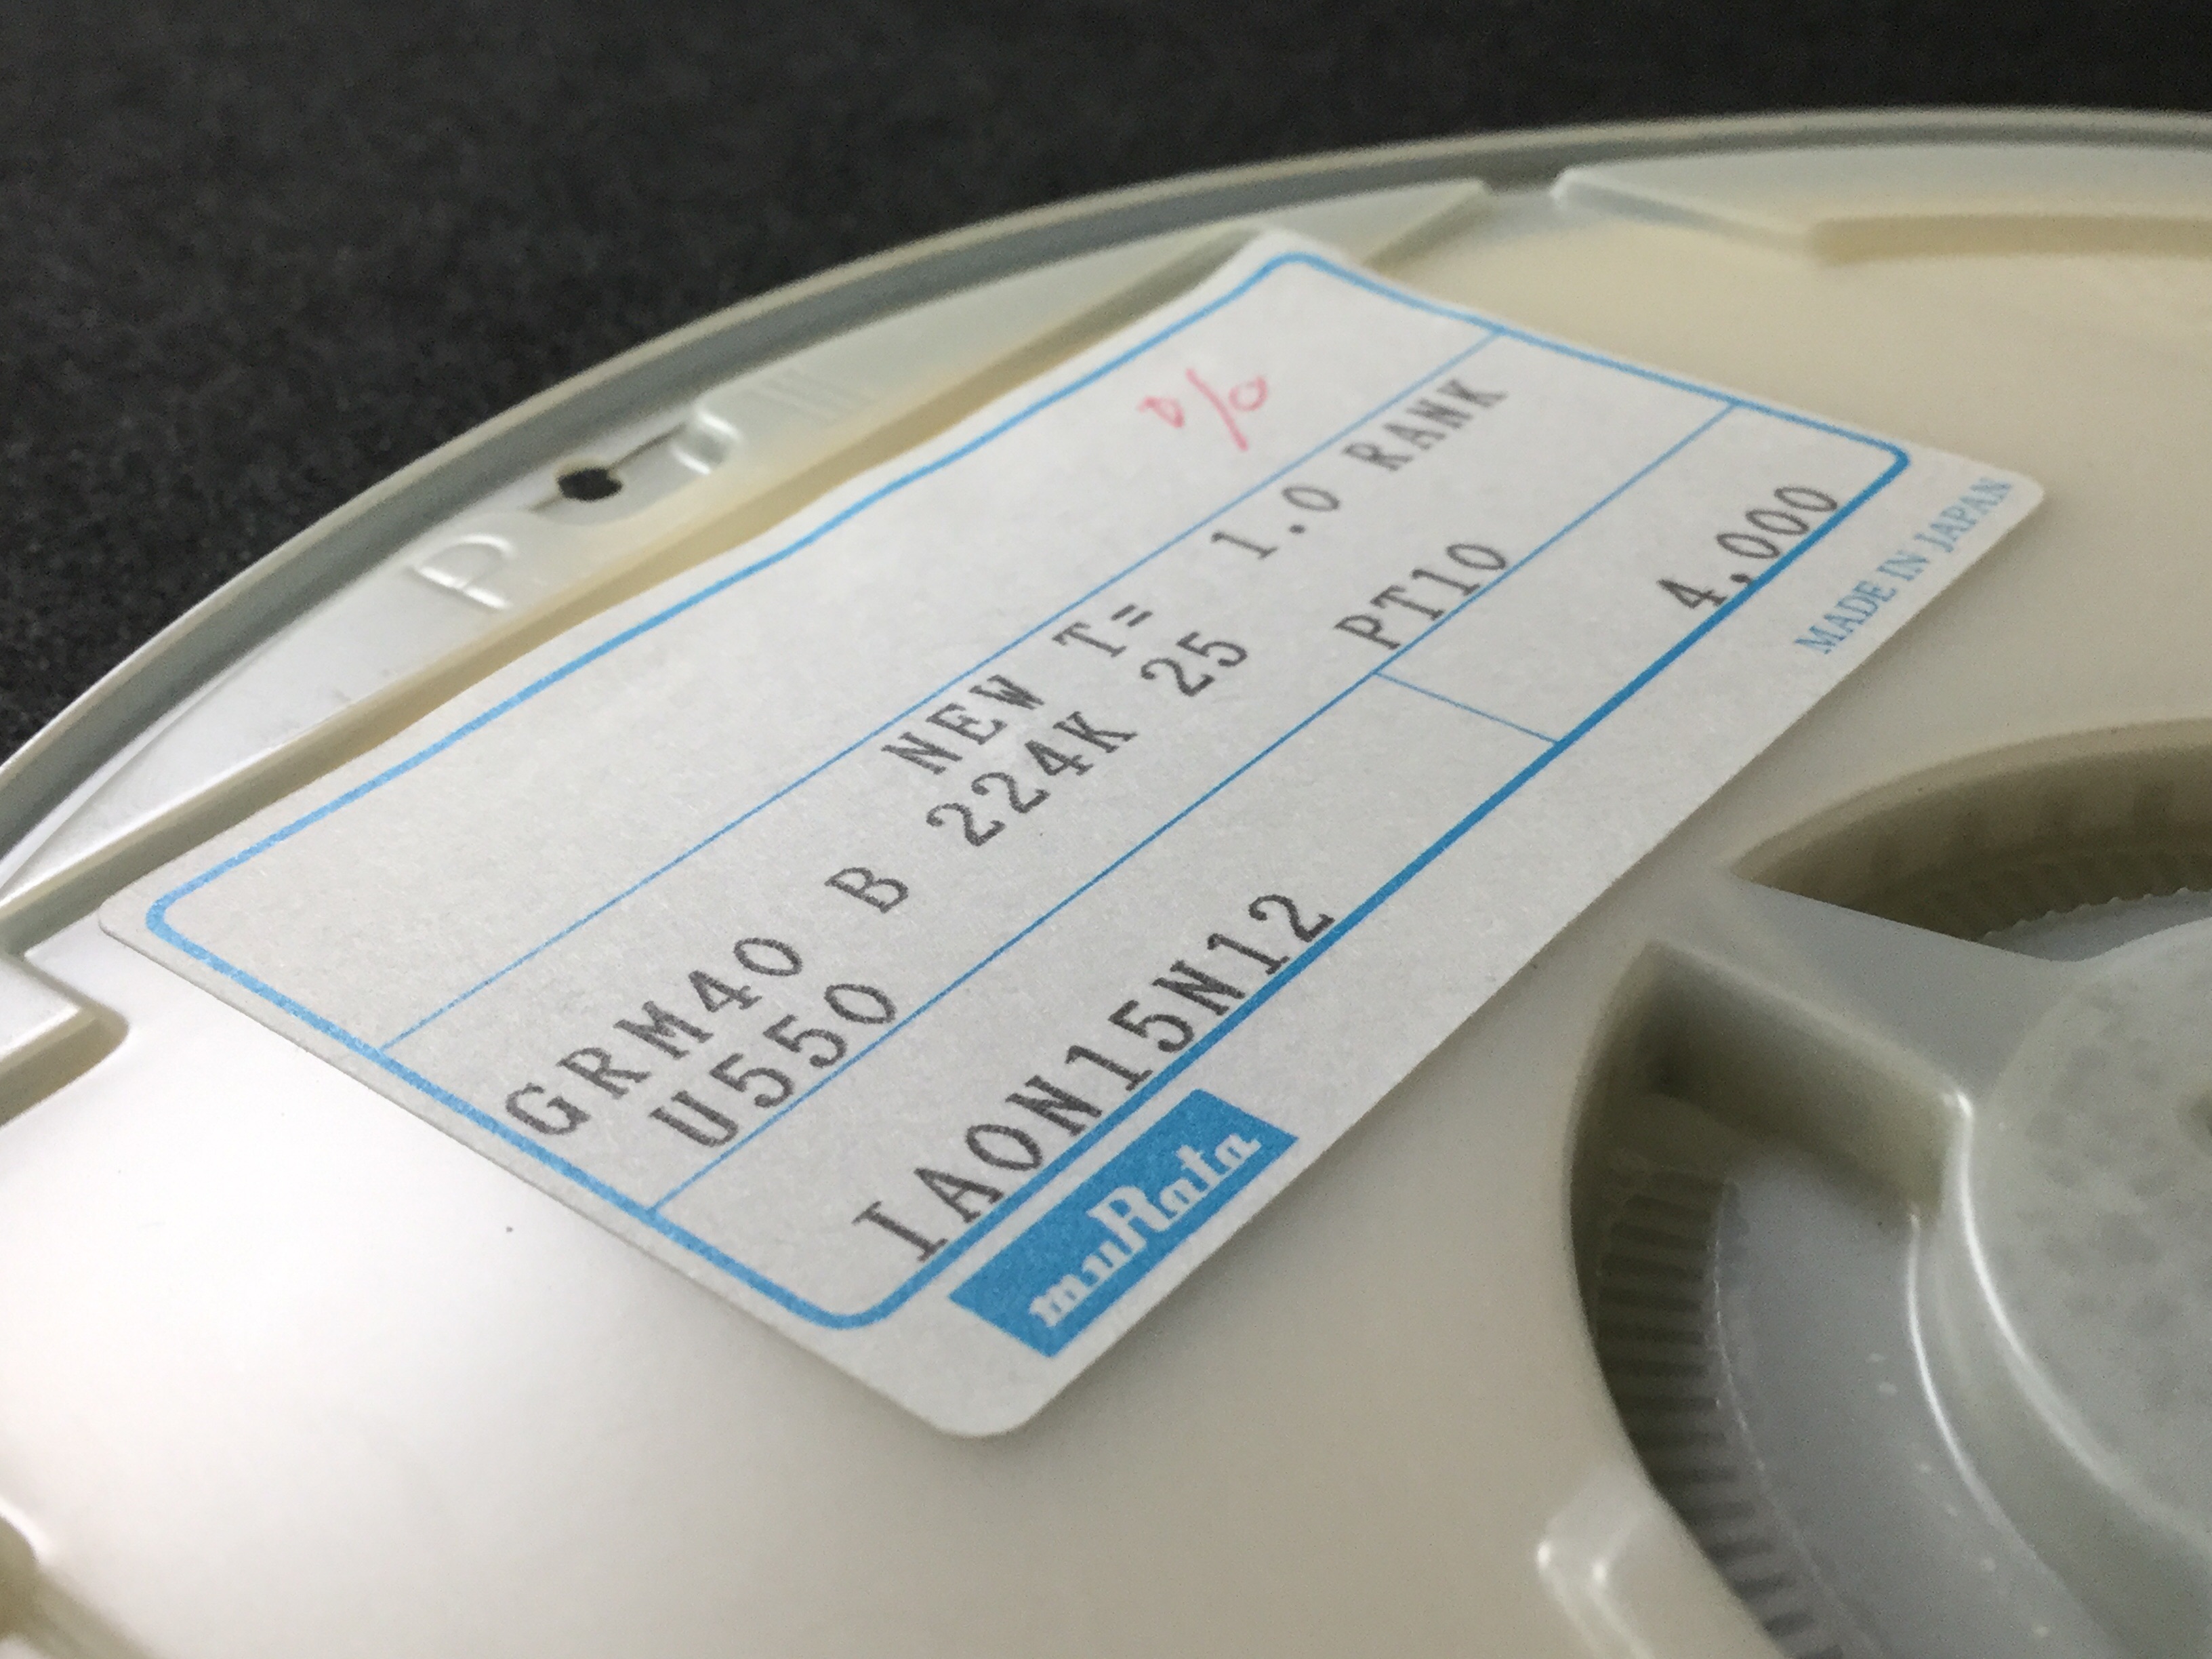 NEW T= 1.0 RANK
GRM40 B 224K 25 PT10
U550
4,000
IAON15N12
muRata
MADE IN JAPAN